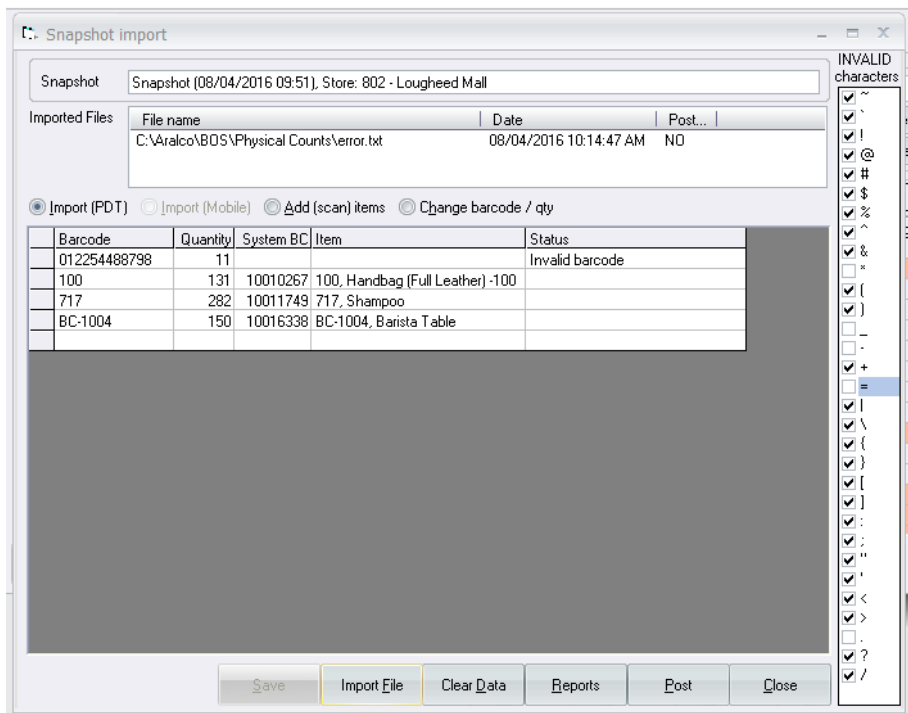 Snapshot import
Snapshot Snapshot (08/04/2016 09:51), Store: 802 - Lougheed Mall
Imported Files File name Date Post...
C:\Aralco\BOS\Physical Counts\error.txt 08/04/2016 10:14:47 AM NO
Import (PDT) Import (Mobile) Add (scan) items Change barcode / qty
Barcode Quantity System BC Item Status
012254488798 11 Invalid barcode
100 131 10010267 100, Handbag (Full Leather) -100
717 282 10011749 717, Shampoo
BC-1004 150 10016338 BC-1004, Barista Table
Save Import File Clear Data Reports Post Close
INVALID
characters
~
`
!
@
#
$
%
^
&
*
(
)
_
-
+
=
|
\
{
}
[
]
:
;
"
'
<
>
.
?
/